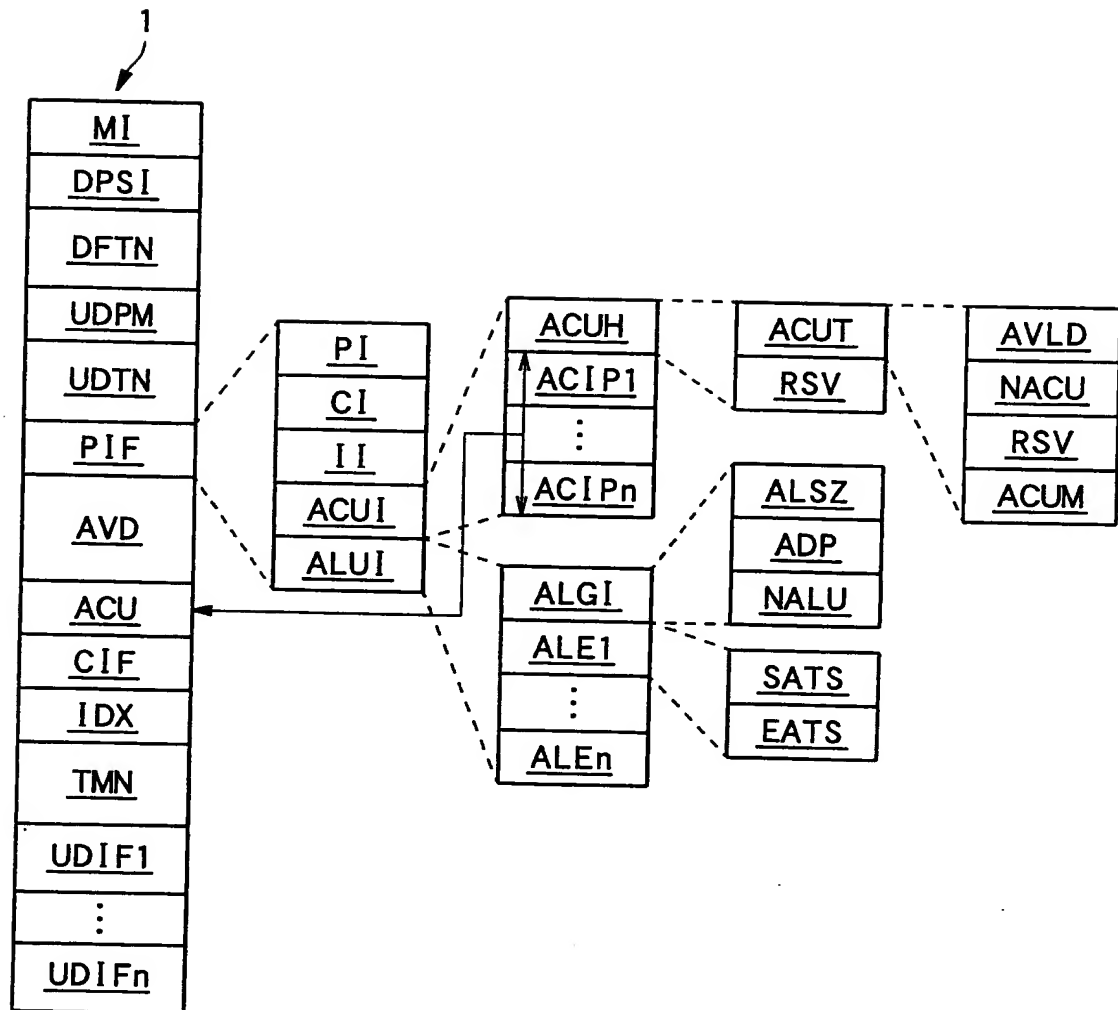 1
MI
DPSI
DFTN
UDPM
UDTN
PIF
AVD
ACU
CIF
IDX
TMN
UDIF1
⋮
UDIFn
PI
CI
II
ACUI
ALUI
ACUH
ACIP1
⋮
ACIPn
ALGI
ALE1
⋮
ALEn
ACUT
RSV
ALSZ
ADP
NALU
SATS
EATS
AVLD
NACU
RSV
ACUM